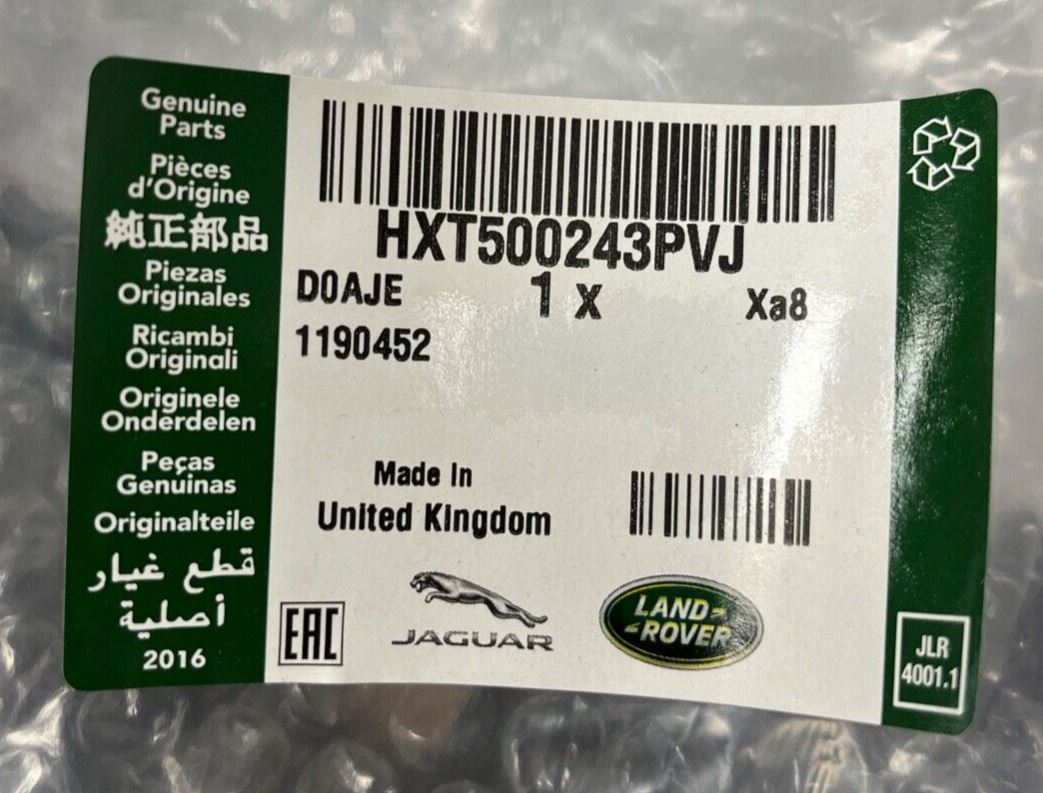 Genuine
Parts
Pièces
d'Origine
純正部品
Piezas
Originales
Ricambi
Originali
Originele
Onderdelen
Peças
Genuinas
Originalteile
قطع غيار
أصلية
2016
HXT500243PVJ
D0AJE 1 X Xa8
1190452
Made In
United Kingdom
EAC
JAGUAR
LAND-
-ROVER
JLR
4001.1